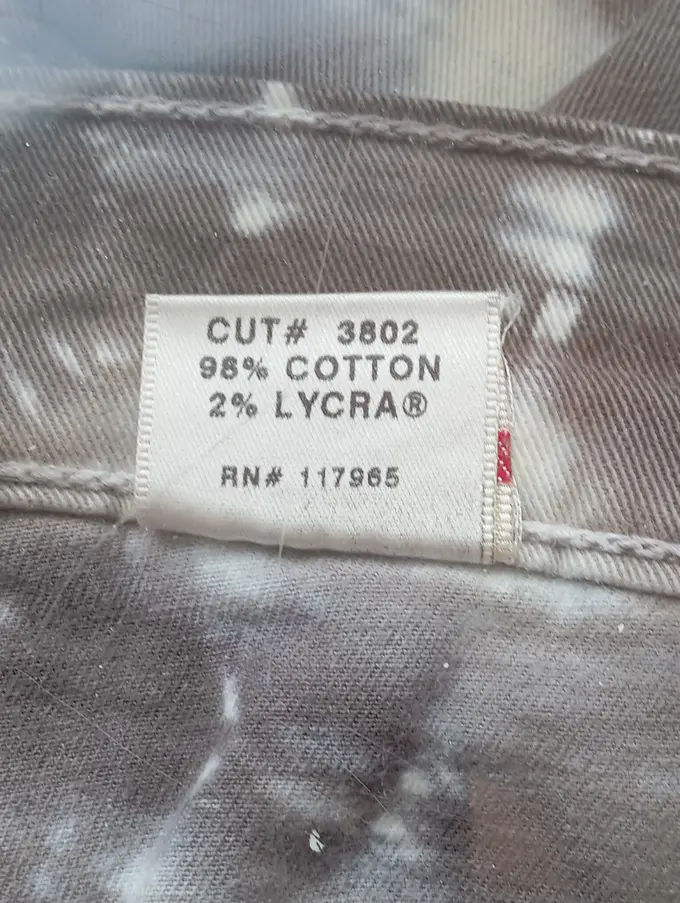 CUT# 3802
98% COTTON
2% LYCRA®
RN# 117965